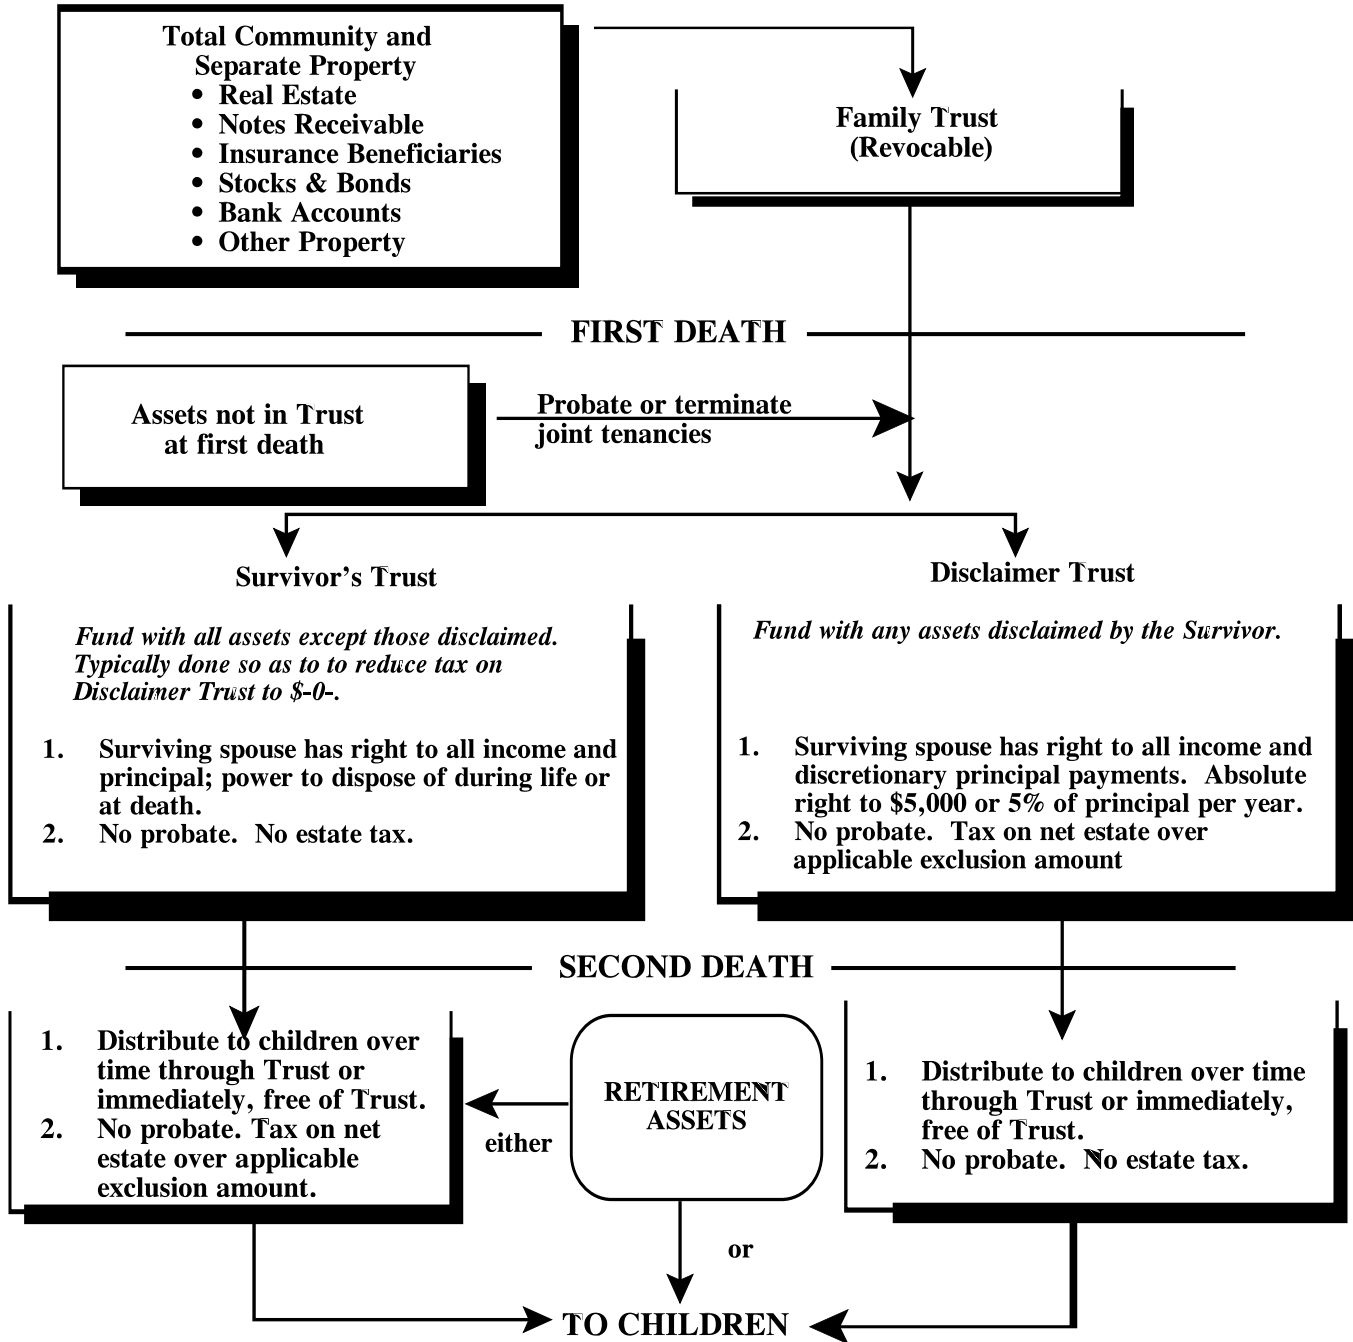 Total Community and
Separate Property
• Real Estate
• Notes Receivable
• Insurance Beneficiaries
• Stocks & Bonds
• Bank Accounts
• Other Property
Family Trust
(Revocable)
FIRST DEATH
Assets not in Trust
at first death
Probate or terminate
joint tenancies
Survivor's Trust
Fund with all assets except those disclaimed.
Typically done so as to to reduce tax on
Disclaimer Trust to $-0-.
1. Surviving spouse has right to all income and
principal; power to dispose of during life or
at death.
2. No probate. No estate tax.
Disclaimer Trust
Fund with any assets disclaimed by the Survivor.
1. Surviving spouse has right to all income and
discretionary principal payments. Absolute
right to $5,000 or 5% of principal per year.
2. No probate. Tax on net estate over
applicable exclusion amount
SECOND DEATH
1. Distribute to children over
time through Trust or
immediately, free of Trust.
2. No probate. Tax on net
estate over applicable
exclusion amount.
either
RETIREMENT
ASSETS
or
1. Distribute to children over time
through Trust or immediately,
free of Trust.
2. No probate. No estate tax.
TO CHILDREN